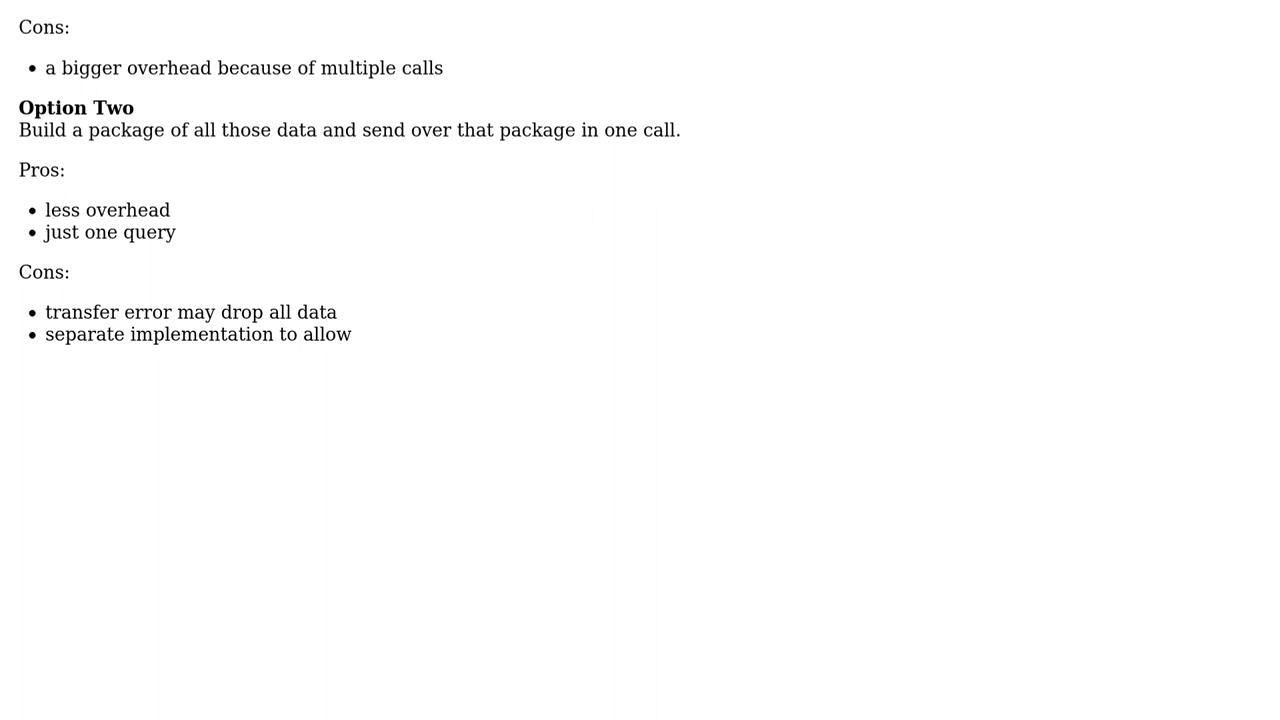 Cons:
• a bigger overhead because of multiple calls
Option Two
Build a package of all those data and send over that package in one call.
Pros:
• less overhead
• just one query
Cons:
• transfer error may drop all data
• separate implementation to allow